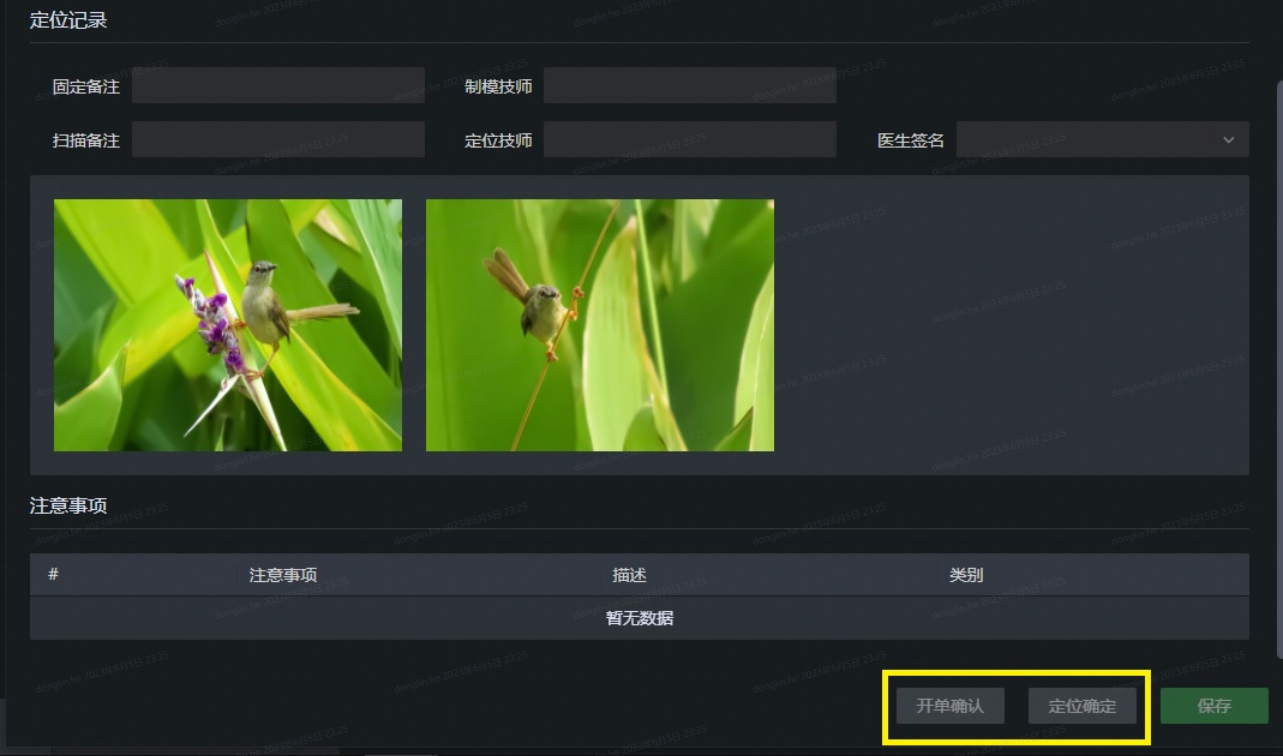 定位记录
固定备注 制模技师
扫描备注 定位技师 医生签名
注意事项
# 注意事项 描述 类别
暂无数据
开单确认 定位确定 保存
donglin.he 2023年6月5日 23:25